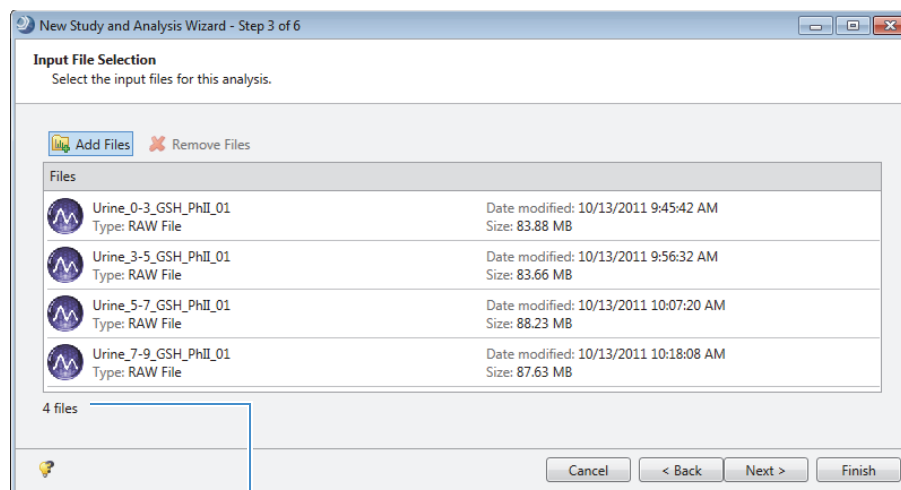 New Study and Analysis Wizard - Step 3 of 6
Input File Selection
Select the input files for this analysis.
Add Files Remove Files
Files
Urine_0-3_GSH_PhII_01 Date modified: 10/13/2011 9:45:42 AM
Type: RAW File Size: 83.88 MB
Urine_3-5_GSH_PhII_01 Date modified: 10/13/2011 9:56:32 AM
Type: RAW File Size: 83.66 MB
Urine_5-7_GSH_PhII_01 Date modified: 10/13/2011 10:07:20 AM
Type: RAW File Size: 88.23 MB
Urine_7-9_GSH_PhII_01 Date modified: 10/13/2011 10:18:08 AM
Type: RAW File Size: 87.63 MB
4 files
Cancel < Back Next > Finish